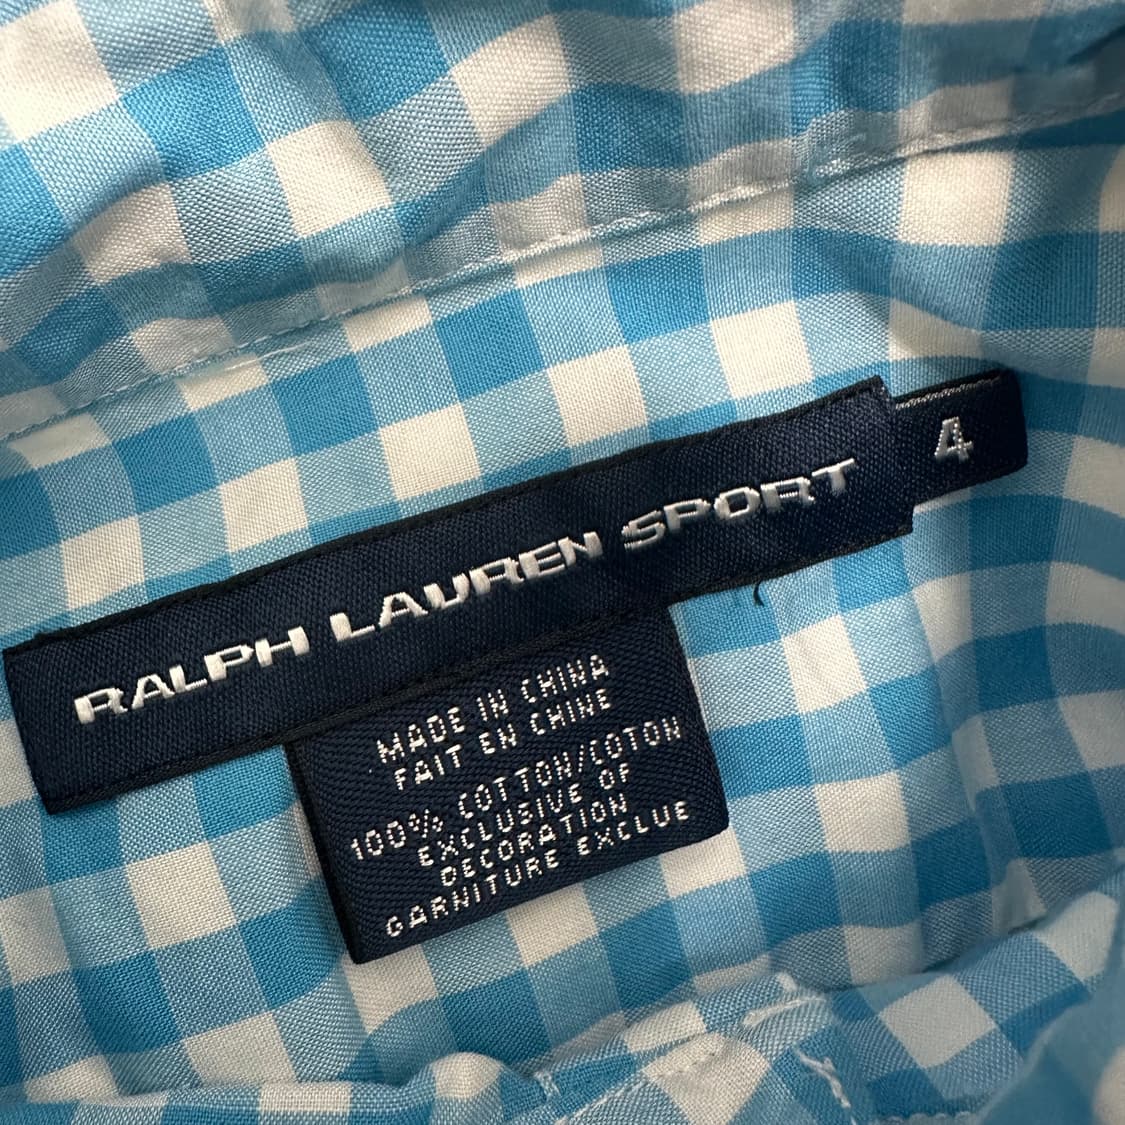 RALPH LAUREN SPORT
4
MADE IN CHINA
FAIT EN CHINE
100% COTTON/COTON
EXCLUSIVE OF
DECORATION
GARNITURE EXCLUE